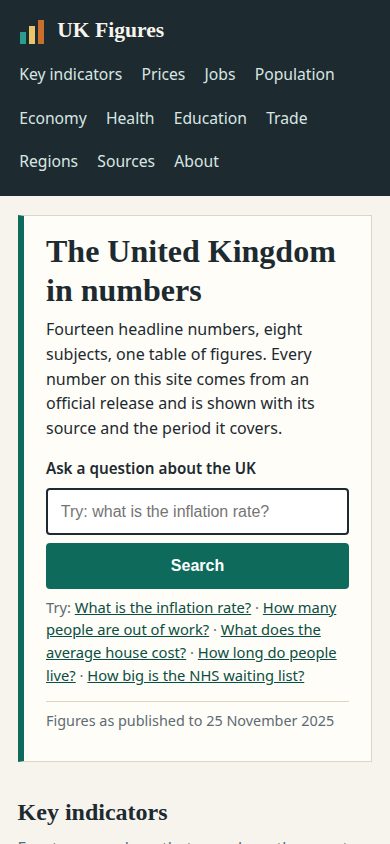 UK Figures
Key indicators Prices Jobs Population
Economy Health Education Trade
Regions Sources About
The United Kingdom
in numbers
Fourteen headline numbers, eight
subjects, one table of figures. Every
number on this site comes from an
official release and is shown with its
source and the period it covers.
Ask a question about the UK
Try: what is the inflation rate?
Search
Try: What is the inflation rate? · How many
people are out of work? · What does the
average house cost? · How long do people
live? · How big is the NHS waiting list?
Figures as published to 25 November 2025
Key indicators